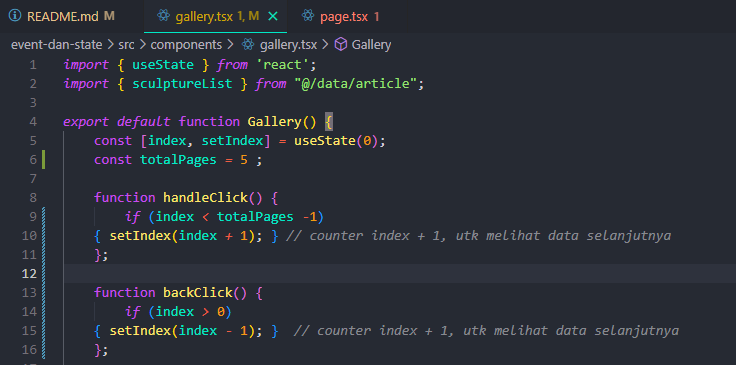 README.md M
gallery.tsx 1, M ×
page.tsx 1
event-dan-state > src > components > gallery.tsx > Gallery
1 import { useState } from 'react';
2 import { sculptureList } from "@/data/article";
3
4 export default function Gallery() {
5 const [index, setIndex] = useState(0);
6 const totalPages = 5 ;
7
8 function handleClick() {
9 if (index < totalPages -1)
10 { setIndex(index + 1); } // counter index + 1, utk melihat data selanjutnya
11 };
12
13 function backClick() {
14 if (index > 0)
15 { setIndex(index - 1); }  // counter index + 1, utk melihat data selanjutnya
16 };